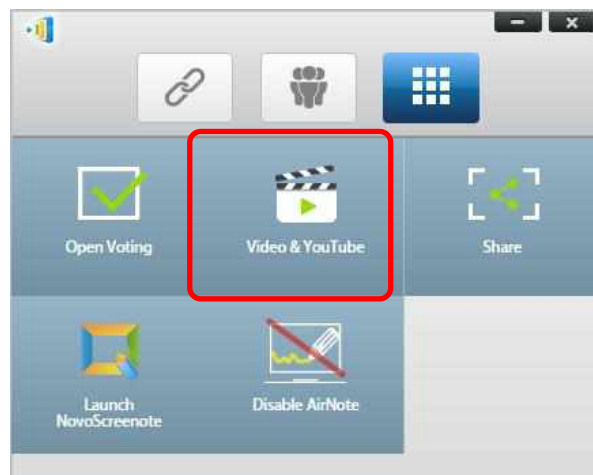 Open Voting
Video & YouTube
Share
Launch
NovoScreenote
Disable AirNote